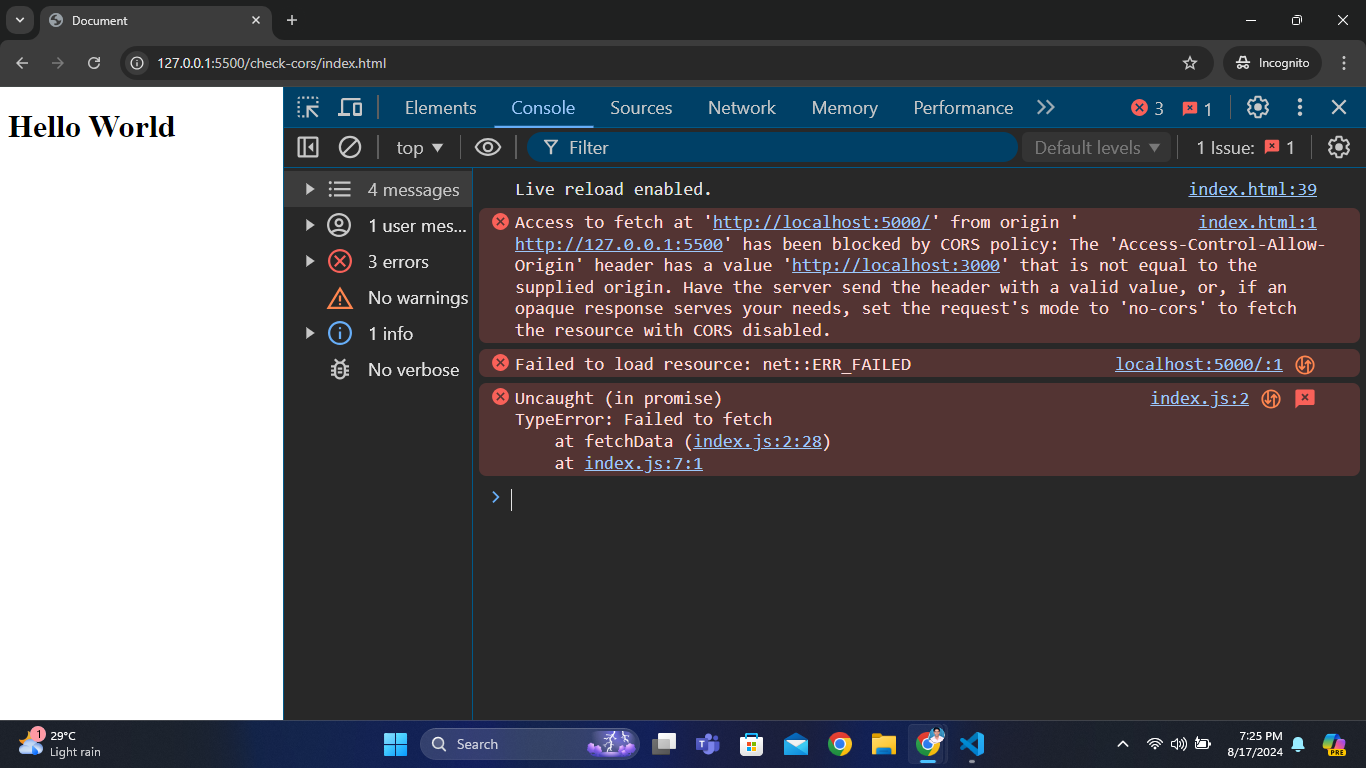 Document
127.0.0.1:5500/check-cors/index.html
Incognito
Hello World
Elements Console Sources Network Memory Performance 3 1
top Filter Default levels 1 Issue: 1
4 messages
1 user mes...
3 errors
No warnings
1 info
No verbose
Live reload enabled. index.html:39
Access to fetch at 'http://localhost:5000/' from origin ' index.html:1
http://127.0.0.1:5500' has been blocked by CORS policy: The 'Access-Control-Allow-
Origin' header has a value 'http://localhost:3000' that is not equal to the
supplied origin. Have the server send the header with a valid value, or, if an
opaque response serves your needs, set the request's mode to 'no-cors' to fetch
the resource with CORS disabled.
Failed to load resource: net::ERR_FAILED localhost:5000/:1
Uncaught (in promise) index.js:2
TypeError: Failed to fetch
at fetchData (index.js:2:28)
at index.js:7:1
1
29°C
Light rain
Search
7:25 PM
8/17/2024
PRE